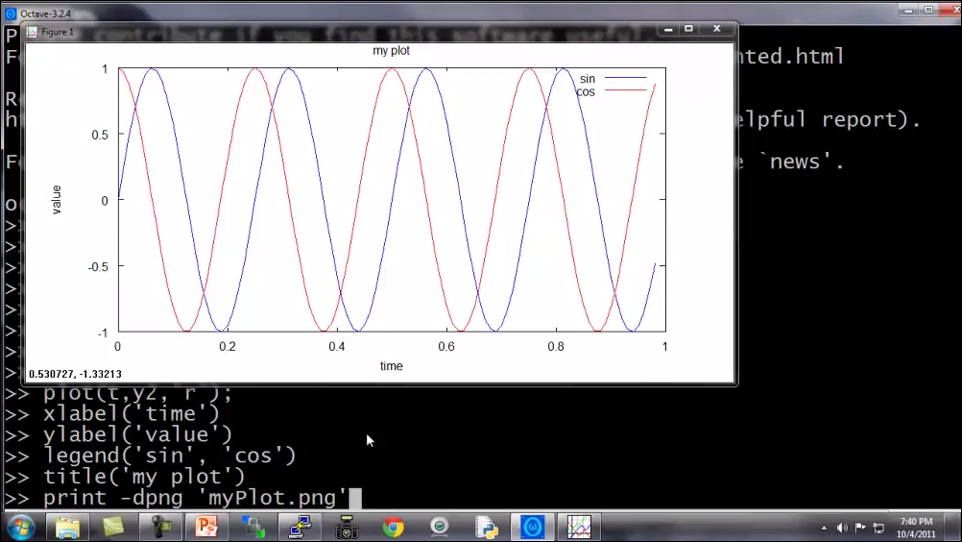 Octave-3.2.4
contribute if you find this software useful.
Figure 1
nted.html
elpful report).
`news'.
my plot
sin
cos
1
0.5
0
-0.5
-1
value
0 0.2 0.4 0.6 0.8 1
time
0.530727, -1.33213
>> plot(t,y2,'r');
>> xlabel('time')
>> ylabel('value')
>> legend('sin', 'cos')
>> title('my plot')
>> print -dpng 'myPlot.png'
7:40 PM
10/4/2011